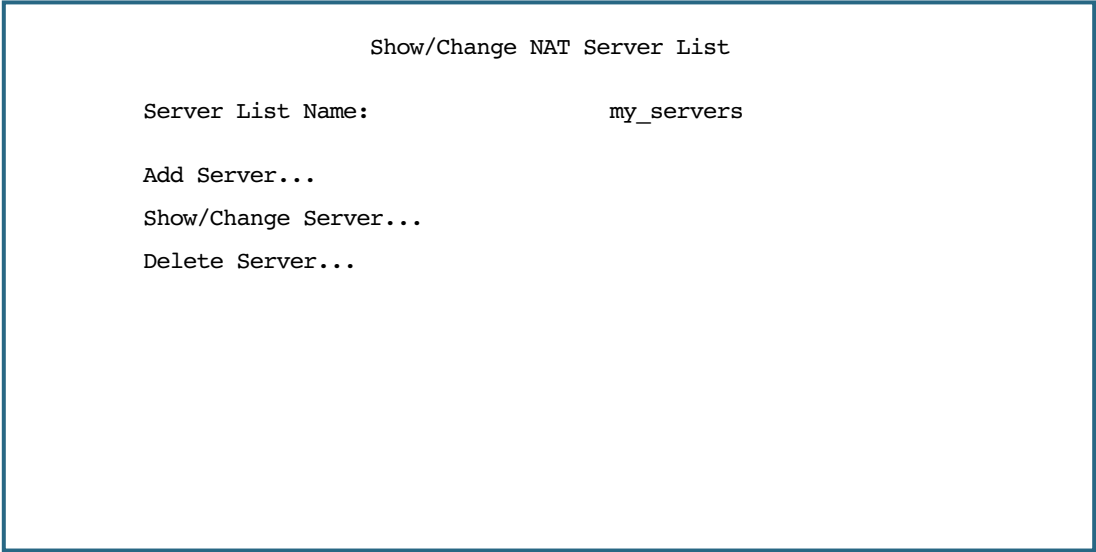 Show/Change NAT Server List
Server List Name: my_servers
Add Server...
Show/Change Server...
Delete Server...